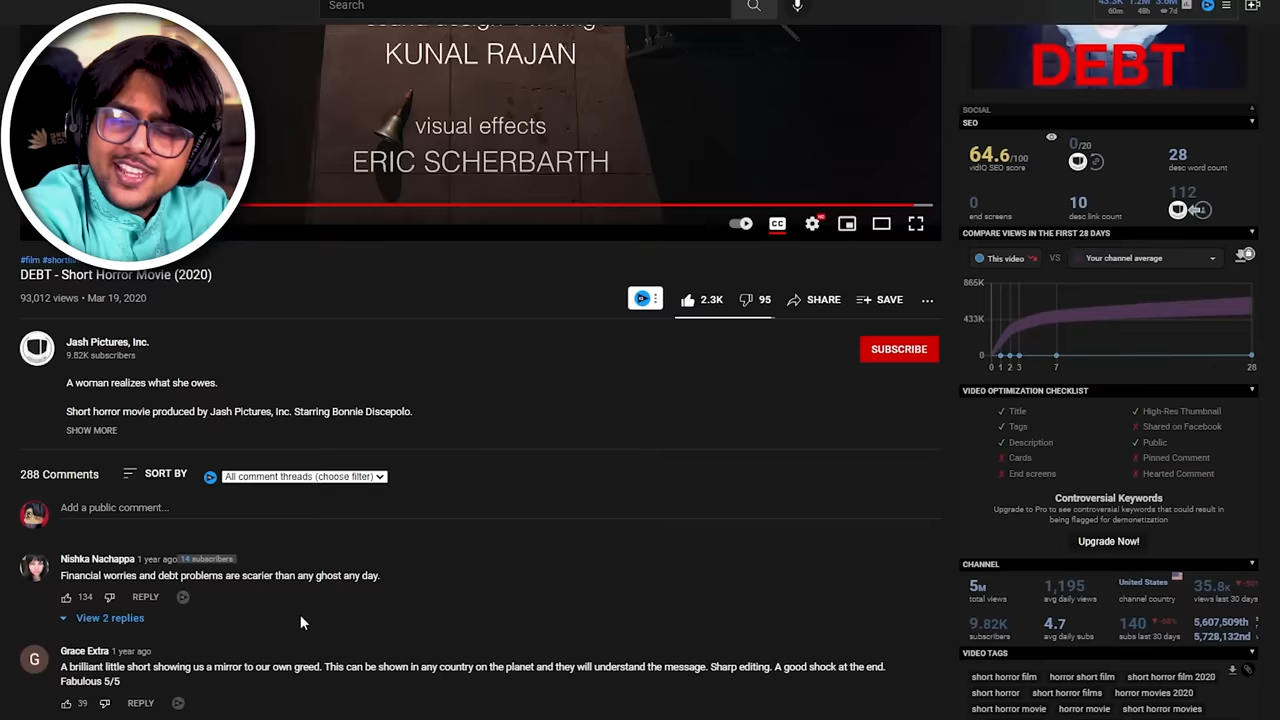 Search
KUNAL RAJAN
visual effects
ERIC SCHERBARTH
CC
HD
#film
DEBT - Short Horror Movie (2020)
93,012 views • Mar 19, 2020
2.3K
95
SHARE
SAVE
Jash Pictures, Inc.
9.82K subscribers
SUBSCRIBE
A woman realizes what she owes.
Short horror movie produced by Jash Pictures, Inc. Starring Bonnie Discepolo.
SHOW MORE
288 Comments
SORT BY
All comment threads (choose filter)
Add a public comment...
Nishka Nachappa 1 year ago 14 subscribers
Financial worries and debt problems are scarier than any ghost any day.
134
REPLY
View 2 replies
G
Grace Extra 1 year ago
A brilliant little short showing us a mirror to our own greed. This can be shown in any country on the planet and they will understand the message. Sharp editing. A good shock at the end.
Fabulous 5/5
39
REPLY
DEBT
SOCIAL
SEO
64.6/100
vidIQ SEO score
0/20
28
desc word count
0
end screens
10
desc link count
112
COMPARE VIEWS IN THE FIRST 28 DAYS
This video
VS
Your channel average
865K
433K
0
0 1 2 3 7 28
VIDEO OPTIMIZATION CHECKLIST
Title
High-Res Thumbnail
Tags
Shared on Facebook
Description
Public
Cards
Pinned Comment
End screens
Hearted Comment
Controversial Keywords
Upgrade to Pro to see controversial keywords that could result in
being flagged for demonetization
Upgrade Now!
CHANNEL
5M
total views
1,195
avg daily views
United States
channel country
35.8K
views last 30 days
9.82K
subscribers
4.7
avg daily subs
140
subs last 30 days
5,607,509th
5,728,132nd
VIDEO TAGS
short horror film
horror short film
short horror film 2020
short horror
short horror films
horror movies 2020
short horror movie
horror movie
short horror movies